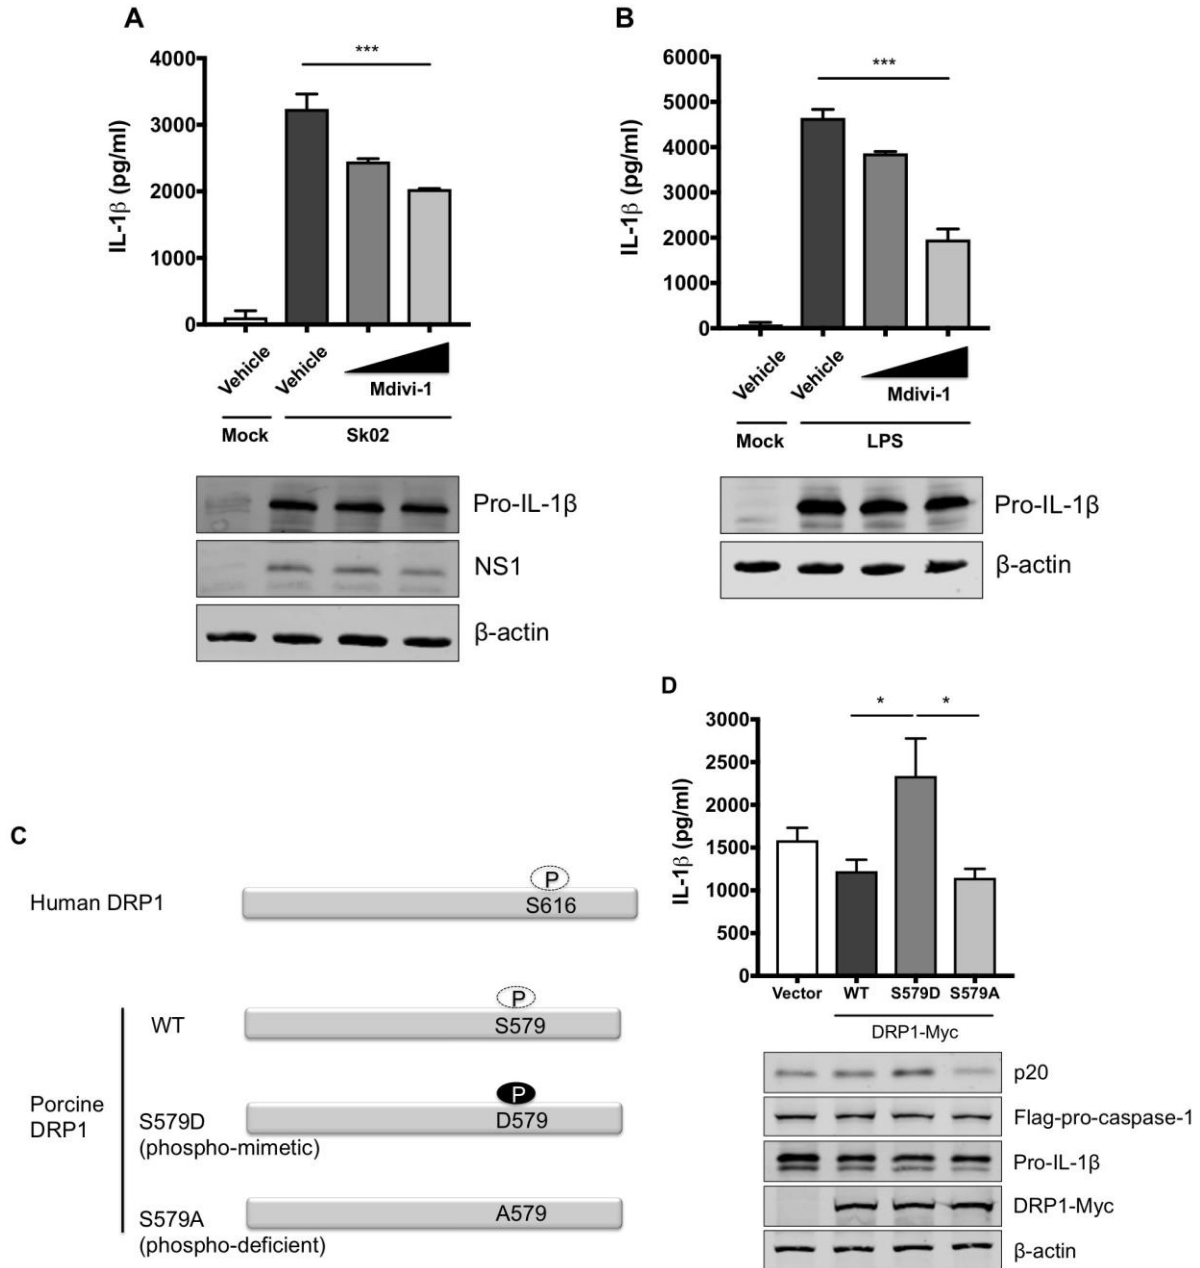 A
IL-1β (pg/ml)
4000
3000
2000
1000
0
***
Vehicle
Vehicle
Mdivi-1
Mock
Sk02
Pro-IL-1β
NS1
β-actin
B
IL-1β (pg/ml)
6000
5000
4000
3000
2000
1000
0
***
Vehicle
Vehicle
Mdivi-1
Mock
LPS
Pro-IL-1β
β-actin
C
Human DRP1
P
S616
Porcine
DRP1
WT
P
S579
S579D
(phospho-mimetic)
P
D579
S579A
(phospho-deficient)
A579
D
IL-1β (pg/ml)
3000
2500
2000
1500
1000
500
0
* *
Vector WT S579D S579A
DRP1-Myc
p20
Flag-pro-caspase-1
Pro-IL-1β
DRP1-Myc
β-actin